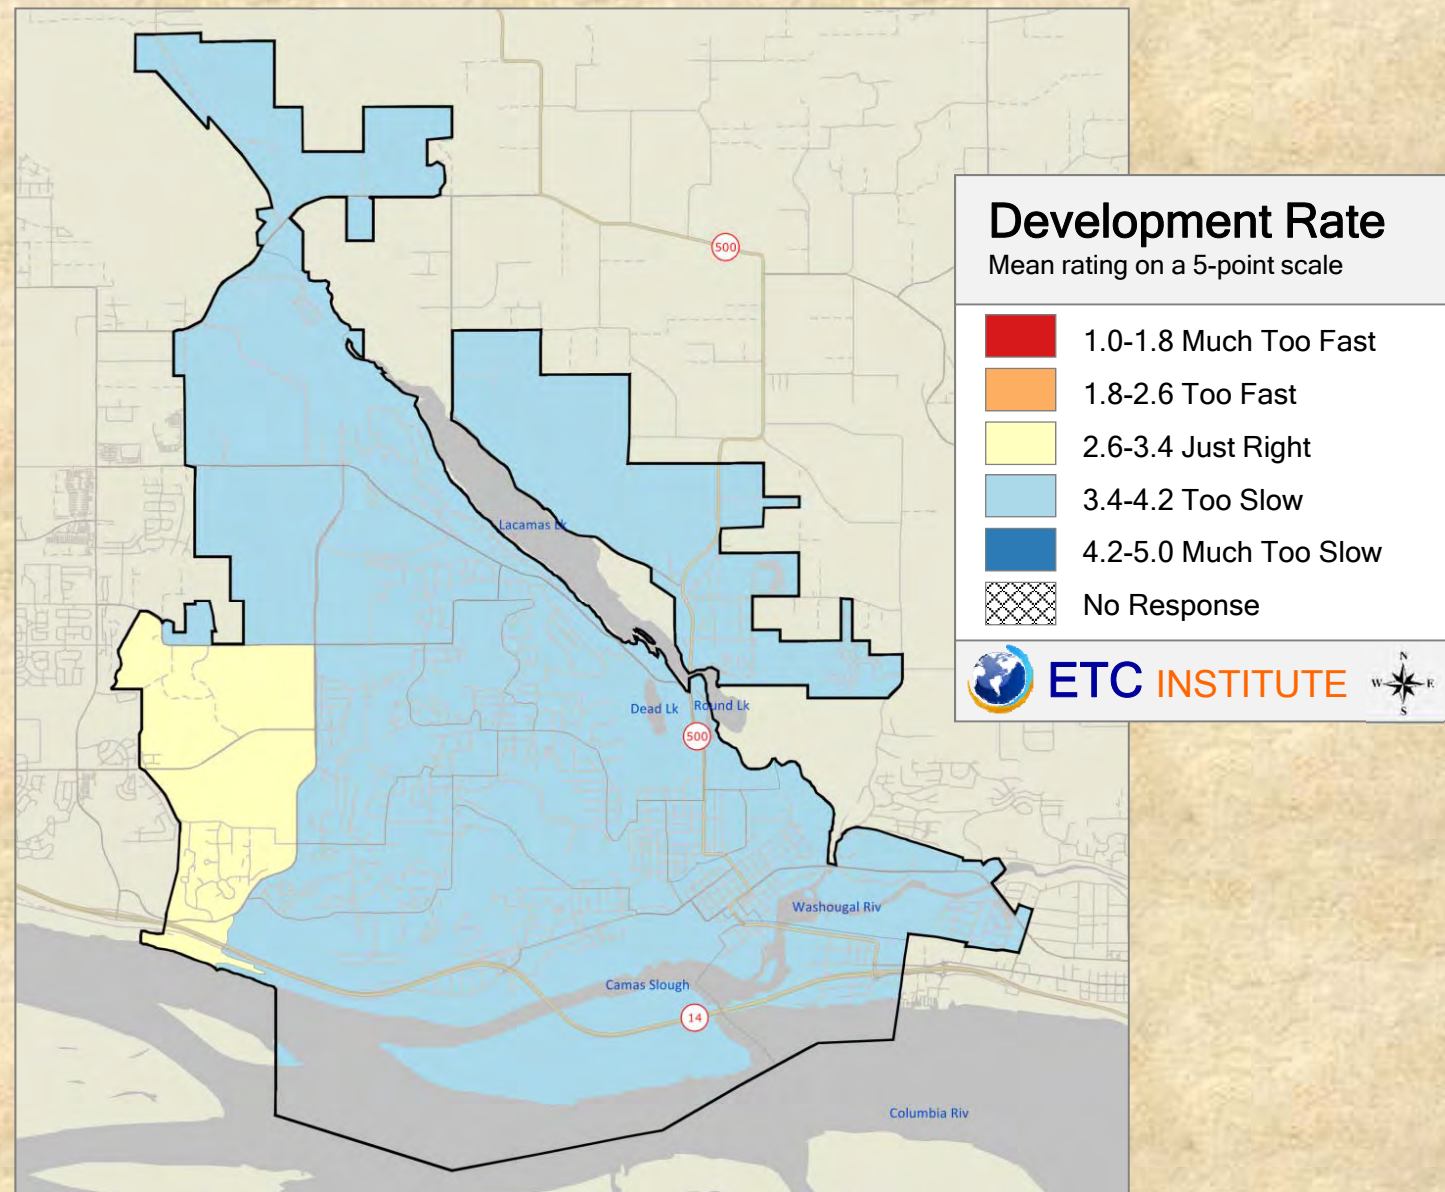 500
Development Rate
Mean rating on a 5-point scale
1.0-1.8 Much Too Fast
1.8-2.6 Too Fast
2.6-3.4 Just Right
3.4-4.2 Too Slow
4.2-5.0 Much Too Slow
No Response
ETC INSTITUTE
N
W E
S
Lacamas Lk
Dead Lk
Round Lk
500
Washougal Riv
Camas Slough
14
Columbia Riv